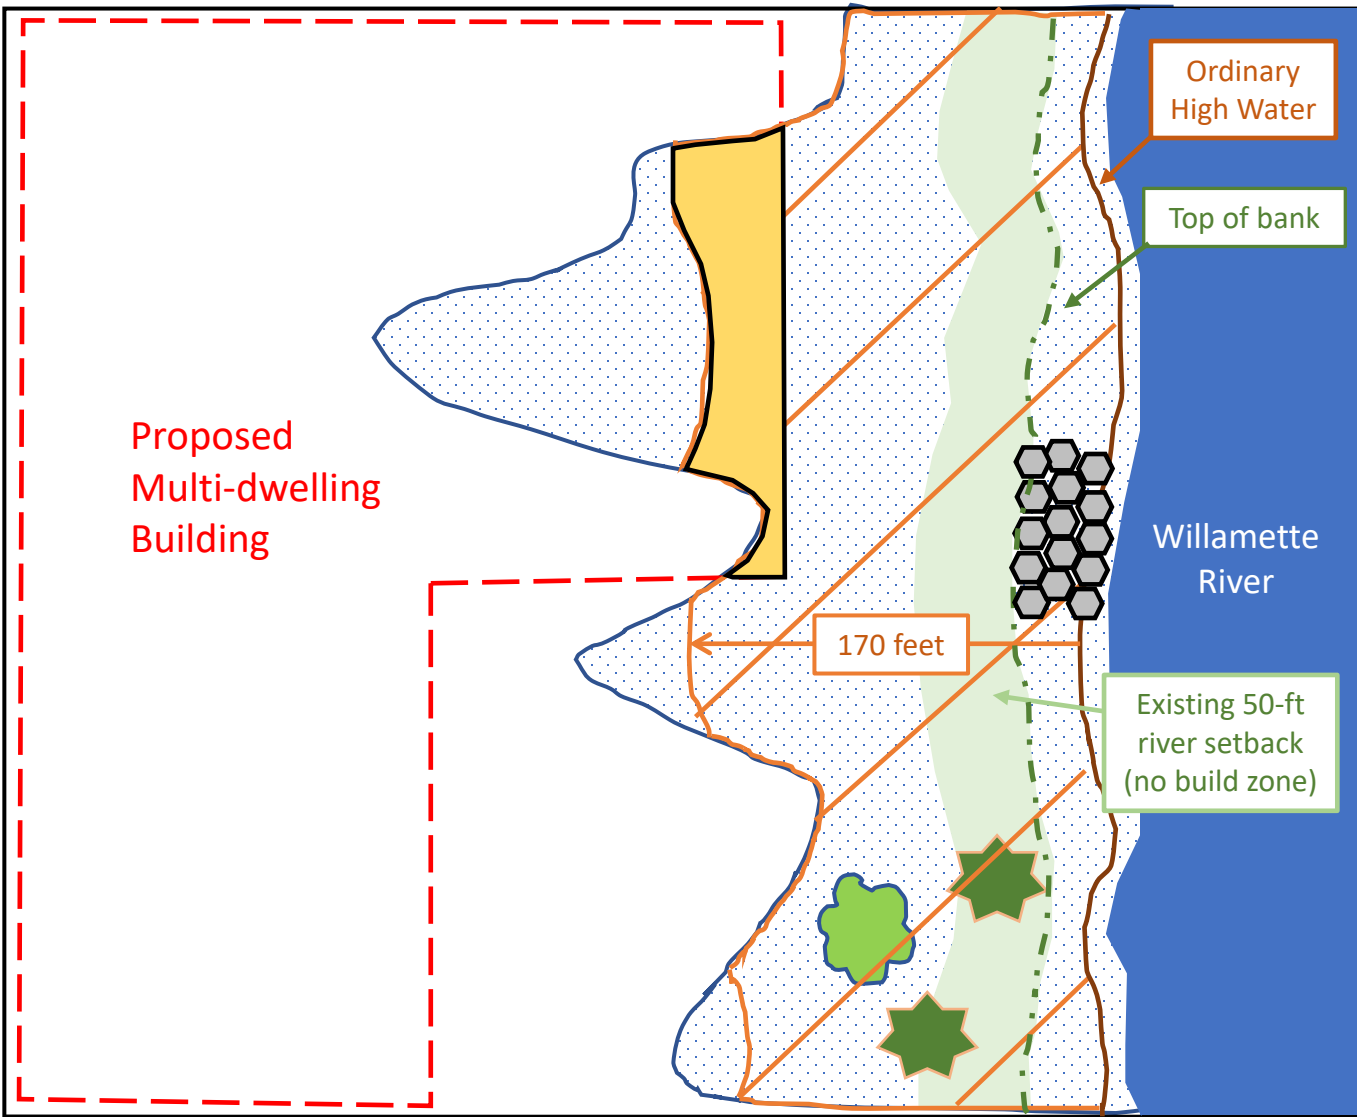 Ordinary
High Water
Top of bank
Proposed
Multi-dwelling
Building
Willamette
River
170 feet
Existing 50-ft
river setback
(no build zone)